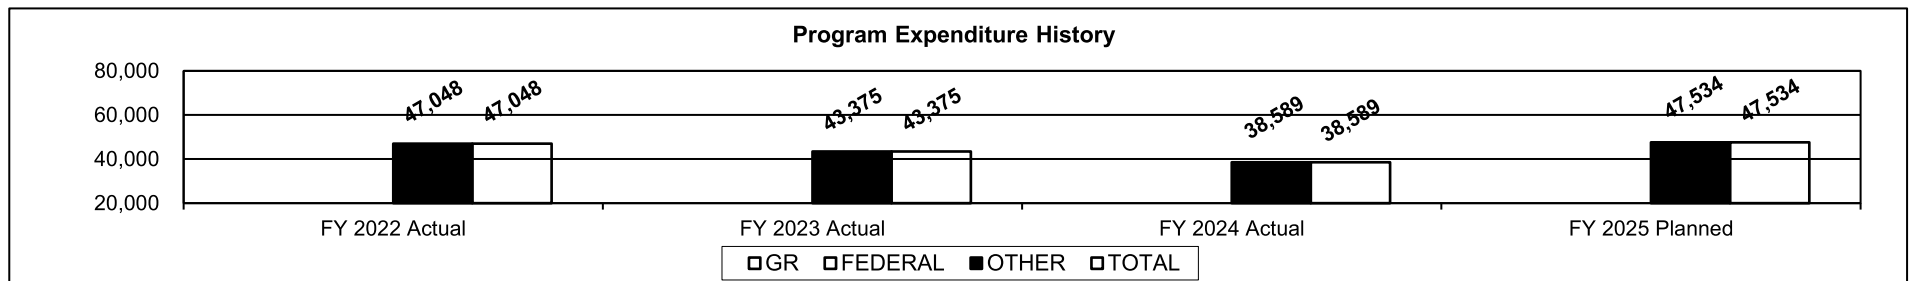 Program Expenditure History
80,000
60,000
40,000
20,000
47,048 47,048 43,375 43,375 38,589 38,589 47,534 47,534
FY 2022 Actual FY 2023 Actual FY 2024 Actual FY 2025 Planned
GR FEDERAL OTHER TOTAL